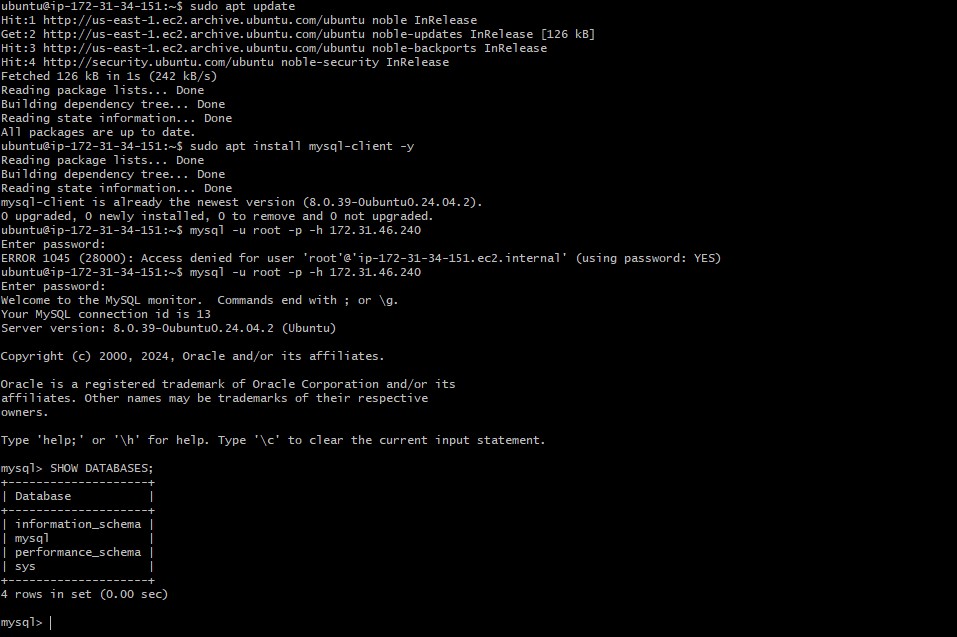 ubuntu@ip-172-31-34-151:~$ sudo apt update
Hit:1 http://us-east-1.ec2.archive.ubuntu.com/ubuntu noble InRelease
Get:2 http://us-east-1.ec2.archive.ubuntu.com/ubuntu noble-updates InRelease [126 kB]
Hit:3 http://us-east-1.ec2.archive.ubuntu.com/ubuntu noble-backports InRelease
Hit:4 http://security.ubuntu.com/ubuntu noble-security InRelease
Fetched 126 kB in 1s (242 kB/s)
Reading package lists... Done
Building dependency tree... Done
Reading state information... Done
All packages are up to date.
ubuntu@ip-172-31-34-151:~$ sudo apt install mysql-client -y
Reading package lists... Done
Building dependency tree... Done
Reading state information... Done
mysql-client is already the newest version (8.0.39-0ubuntu0.24.04.2).
0 upgraded, 0 newly installed, 0 to remove and 0 not upgraded.
ubuntu@ip-172-31-34-151:~$ mysql -u root -p -h 172.31.46.240
Enter password:
ERROR 1045 (28000): Access denied for user 'root'@'ip-172-31-34-151.ec2.internal' (using password: YES)
ubuntu@ip-172-31-34-151:~$ mysql -u root -p -h 172.31.46.240
Enter password:
Welcome to the MySQL monitor.  Commands end with ; or \g.
Your MySQL connection id is 13
Server version: 8.0.39-0ubuntu0.24.04.2 (Ubuntu)

Copyright (c) 2000, 2024, Oracle and/or its affiliates.

Oracle is a registered trademark of Oracle Corporation and/or its
affiliates. Other names may be trademarks of their respective
owners.

Type 'help;' or '\h' for help. Type '\c' to clear the current input statement.

mysql> SHOW DATABASES;
+--------------------+
| Database           |
+--------------------+
| information_schema |
| mysql              |
| performance_schema |
| sys                |
+--------------------+
4 rows in set (0.00 sec)

mysql>